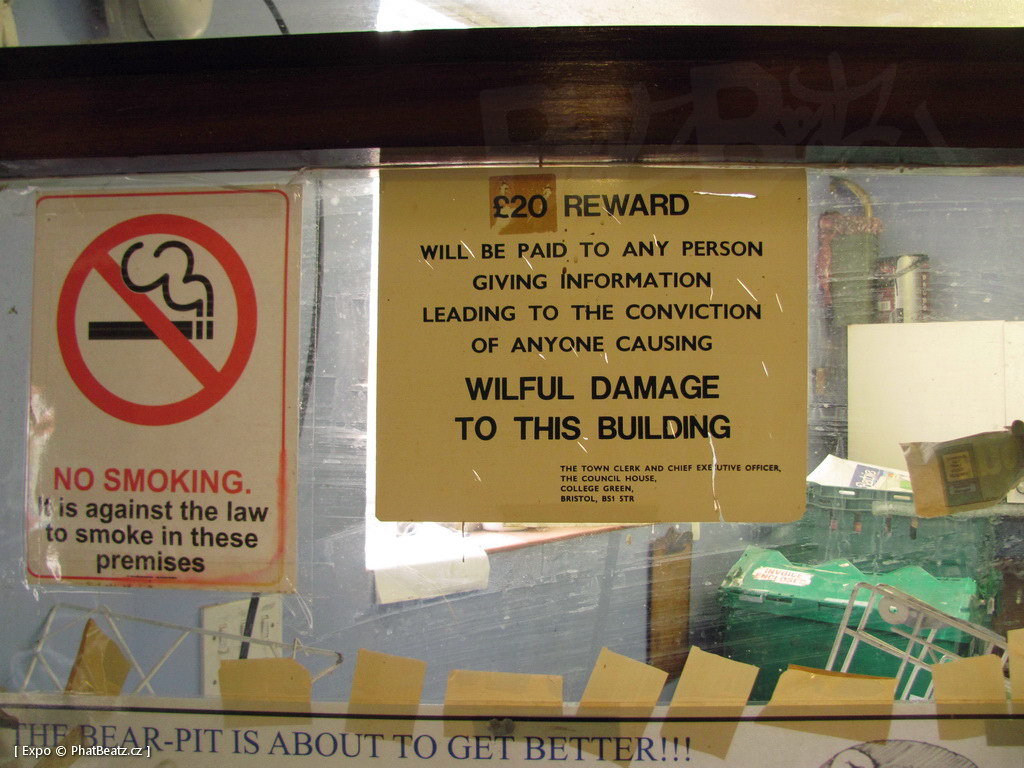 NO SMOKING.
It is against the law
to smoke in these
premises
£20 REWARD
WILL BE PAID TO ANY PERSON
GIVING INFORMATION
LEADING TO THE CONVICTION
OF ANYONE CAUSING
WILFUL DAMAGE
TO THIS BUILDING
THE TOWN CLERK AND CHIEF EXECUTIVE OFFICER,
THE COUNCIL HOUSE,
COLLEGE GREEN,
BRISTOL, BS1 5TR
INVOICE
ENCLOSED
THE BEAR-PIT IS ABOUT TO GET BETTER!!!
[ Expo © PhatBeatz.cz ]